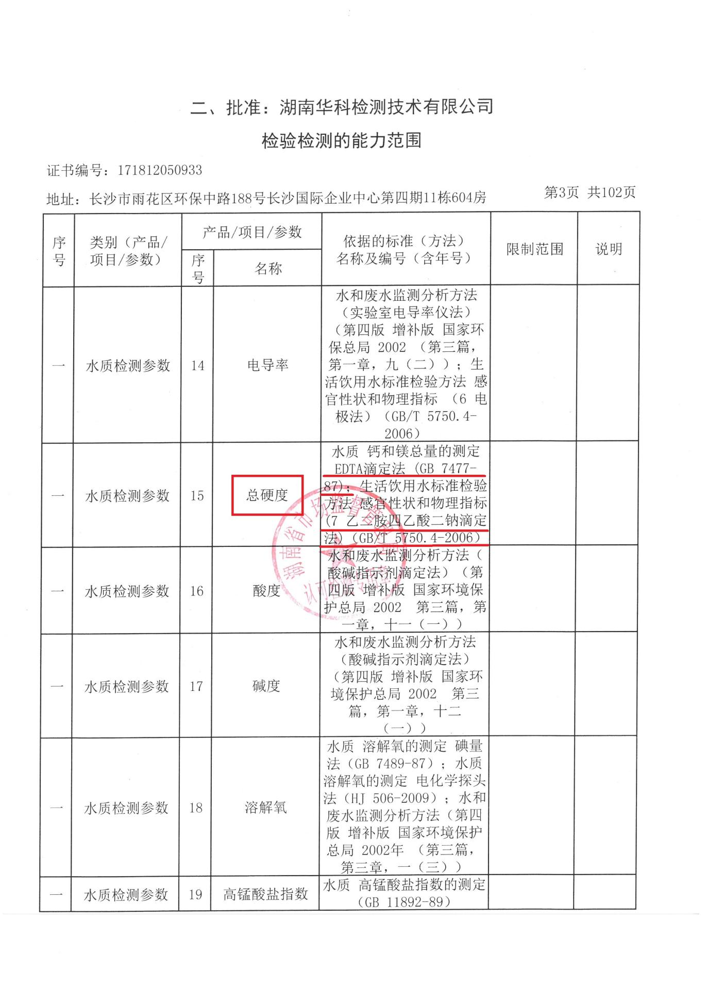 二、批准：湖南华科检测技术有限公司
检验检测的能力范围
证书编号：171812050933
地址：长沙市雨花区环保中路188号长沙国际企业中心第四期11栋604房
第3页 共102页
序号
类别（产品/
项目/参数）
产品/项目/参数
序号
名称
依据的标准（方法）
名称及编号（含年号）
限制范围
说明
一
水质检测参数
14
电导率
水和废水监测分析方法
（实验室电导率仪法）
（第四版 增补版 国家环
保总局 2002 （第三篇，
第一章，九（二））；生
活饮用水标准检验方法 感
官性状和物理指标 （6 电
极法）（GB/T 5750.4-
2006）
一
水质检测参数
15
总硬度
水质 钙和镁总量的测定
EDTA滴定法 (GB 7477-
87)；生活饮用水标准检验
方法 感官性状和物理指标
(7 乙二胺四乙酸二钠滴定
法)（GB/T 5750.4-2006）
一
水质检测参数
16
酸度
水和废水监测分析方法（
酸碱指示剂滴定法）（第
四版 增补版 国家环境保
护总局 2002 第三篇，第
一章，十一（一））
一
水质检测参数
17
碱度
水和废水监测分析方法
（酸碱指示剂滴定法）
（第四版 增补版 国家环
境保护总局 2002 第三
篇，第一章，十二
（一））
一
水质检测参数
18
溶解氧
水质 溶解氧的测定 碘量
法（GB 7489-87）；水质
溶解氧的测定 电化学探头
法（HJ 506-2009）；水和
废水监测分析方法（第四
版 增补版 国家环境保护
总局 2002年 （第三篇，
第三章，一（三））
一
水质检测参数
19
高锰酸盐指数
水质 高锰酸盐指数的测定
（GB 11892-89）
湖南省市场监督管理局
认可检测专用章